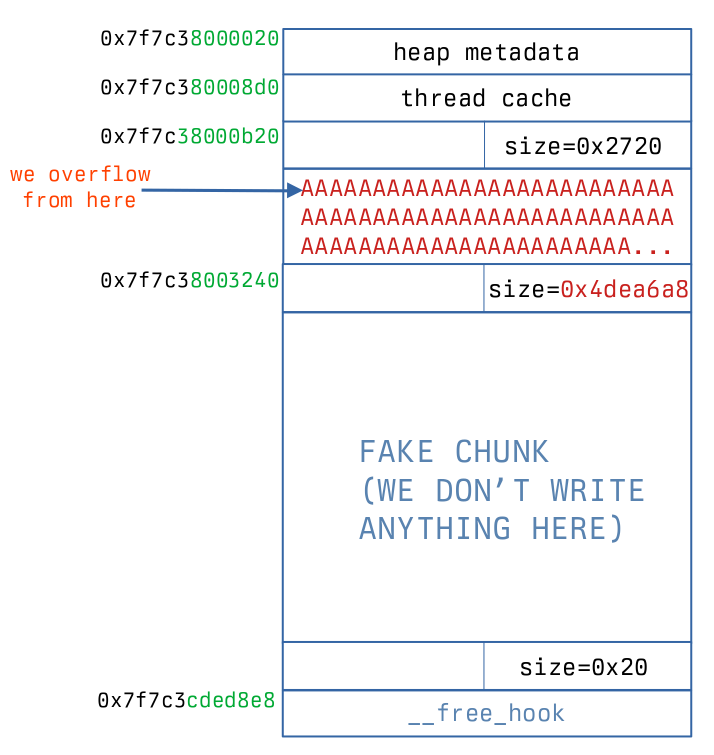 0x7f7c38000020 heap metadata
0x7f7c380008d0 thread cache
0x7f7c38000b20 size=0x2720
we overflow
from here
AAAAAAAAAAAAAAAAAAAAAAAAAA
AAAAAAAAAAAAAAAAAAAAAAAAAA
AAAAAAAAAAAAAAAAAAAAAAA...
0x7f7c38003240 size=0x4dea6a8
FAKE CHUNK
(WE DON’T WRITE
ANYTHING HERE)
size=0x20
0x7f7c3cded8e8 __free_hook